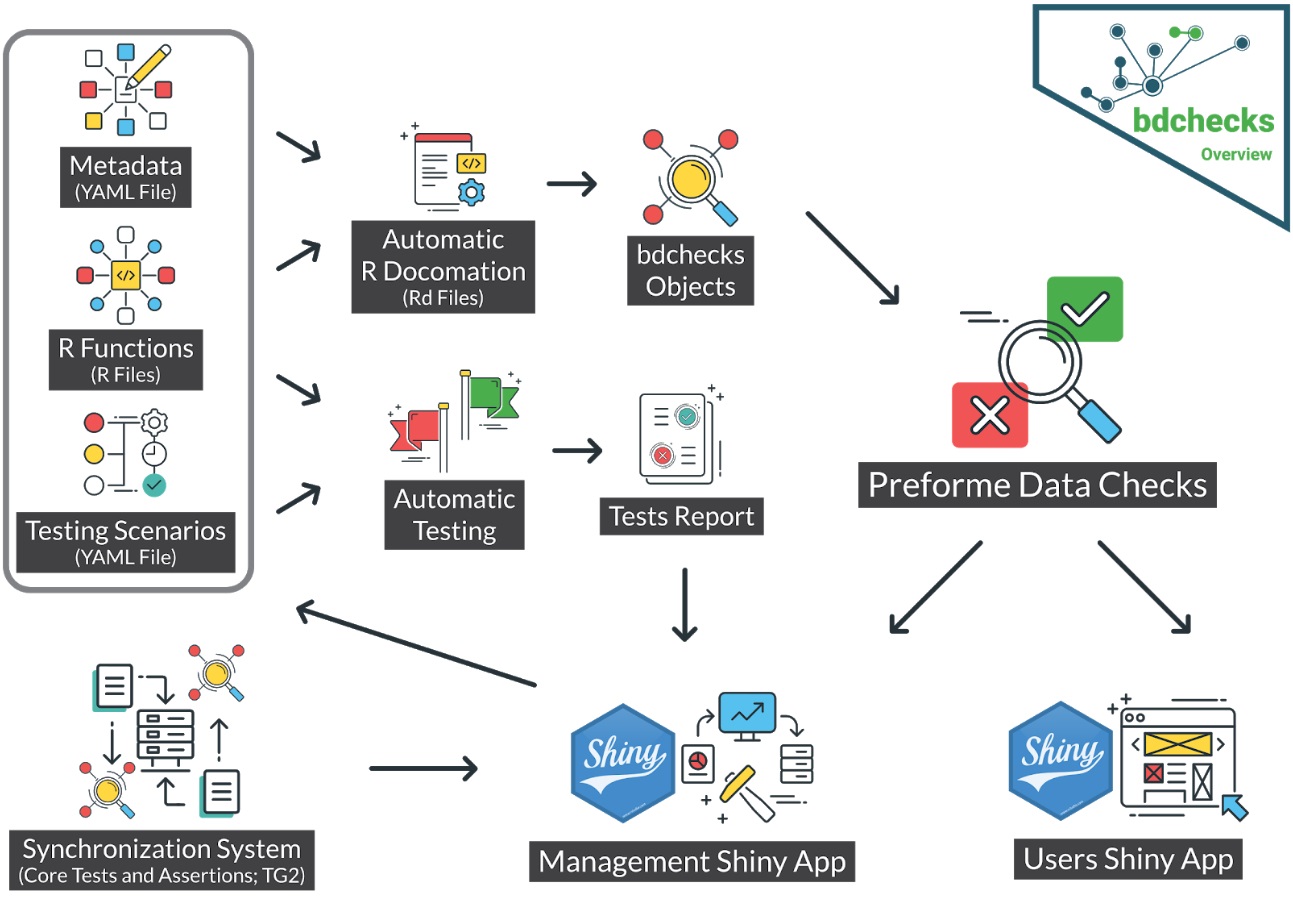 bdchecks
Overview
Metadata
(YAML File)
</>
R Functions
(R Files)
Testing Scenarios
(YAML File)
</>
Automatic
R Docomation
(Rd Files)
bdchecks
Objects
Automatic
Testing
Tests Report
Preforme Data Checks
Synchronization System
(Core Tests and Assertions; TG2)
Shiny
Management Shiny App
Shiny
Users Shiny App